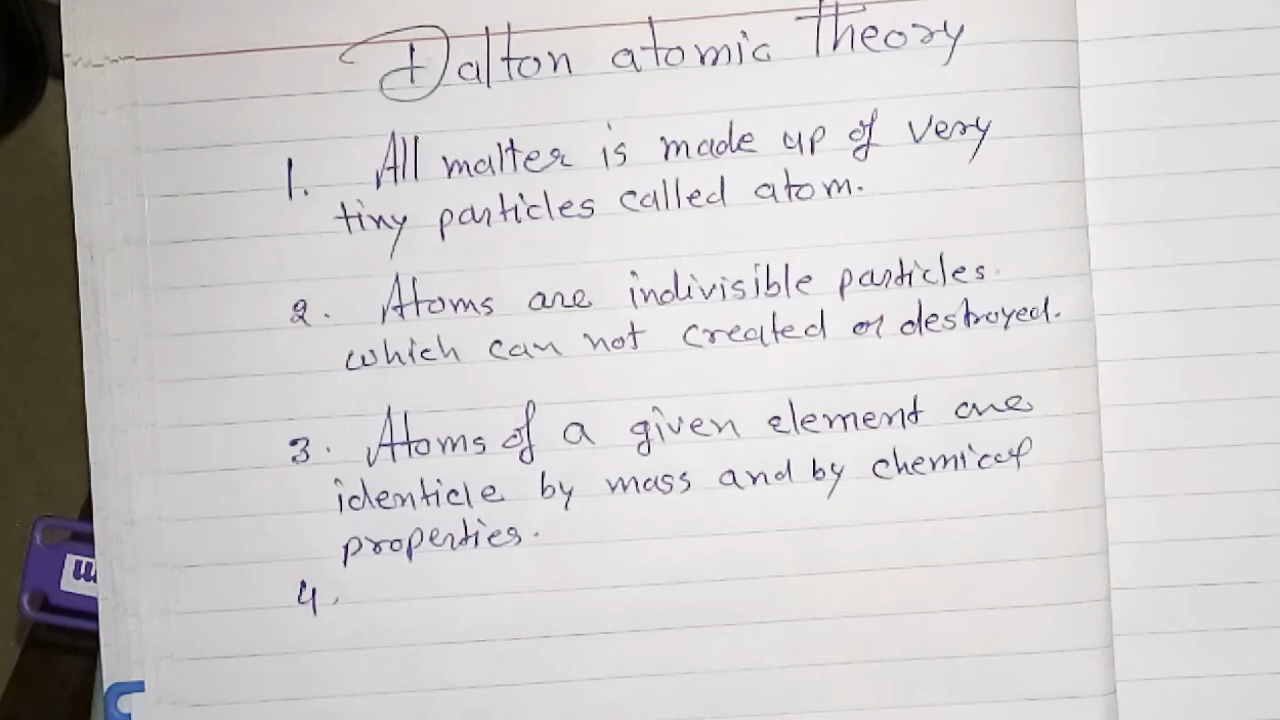 Dalton atomic Theory
1. All malter is made up of very
tiny particles called atom.
2. Atoms are indivisible particles.
which can not created or destroyed.
3. Atoms of a given element are
identicle by mass and by chemical
properties.
4.